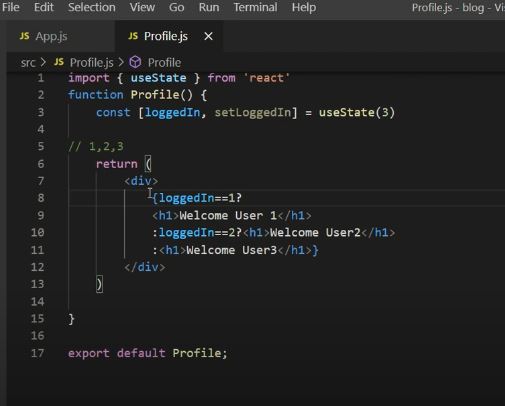 File Edit Selection View Go Run Terminal Help Profile.js - blog - Vi
JS App.js JS Profile.js ×
src > JS Profile.js > Profile
1 import { useState } from 'react'
2 function Profile() {
3 const [loggedIn, setLoggedIn] = useState(3)
4
5 // 1,2,3
6 return (
7 <div>
8 {loggedIn==1?
9 <h1>Welcome User 1</h1>
10 :loggedIn==2?<h1>Welcome User2</h1>
11 :<h1>Welcome User3</h1>}
12 </div>
13 )
14
15 }
16
17 export default Profile;